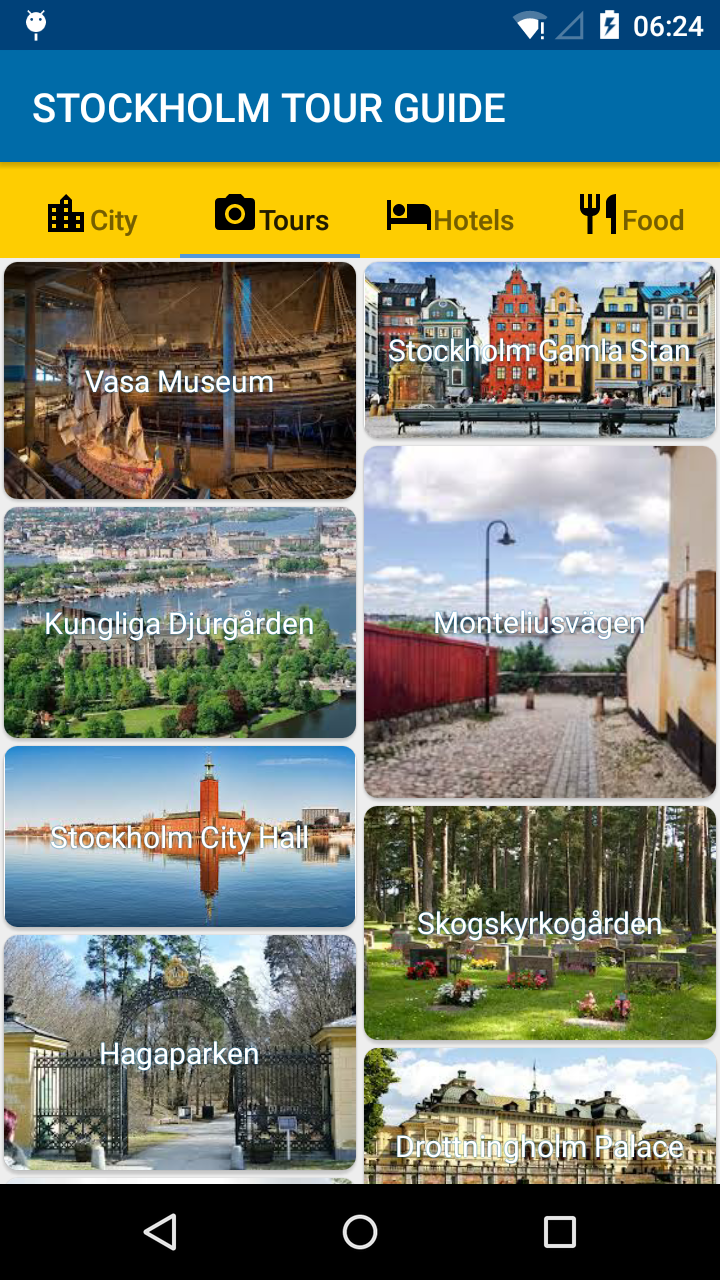 06:24
STOCKHOLM TOUR GUIDE
City
Tours
Hotels
Food
Vasa Museum
Stockholm Gamla Stan
Kungliga Djurgården
Monteliusvägen
Stockholm City Hall
Skogskyrkogården
Hagaparken
Drottningholm Palace